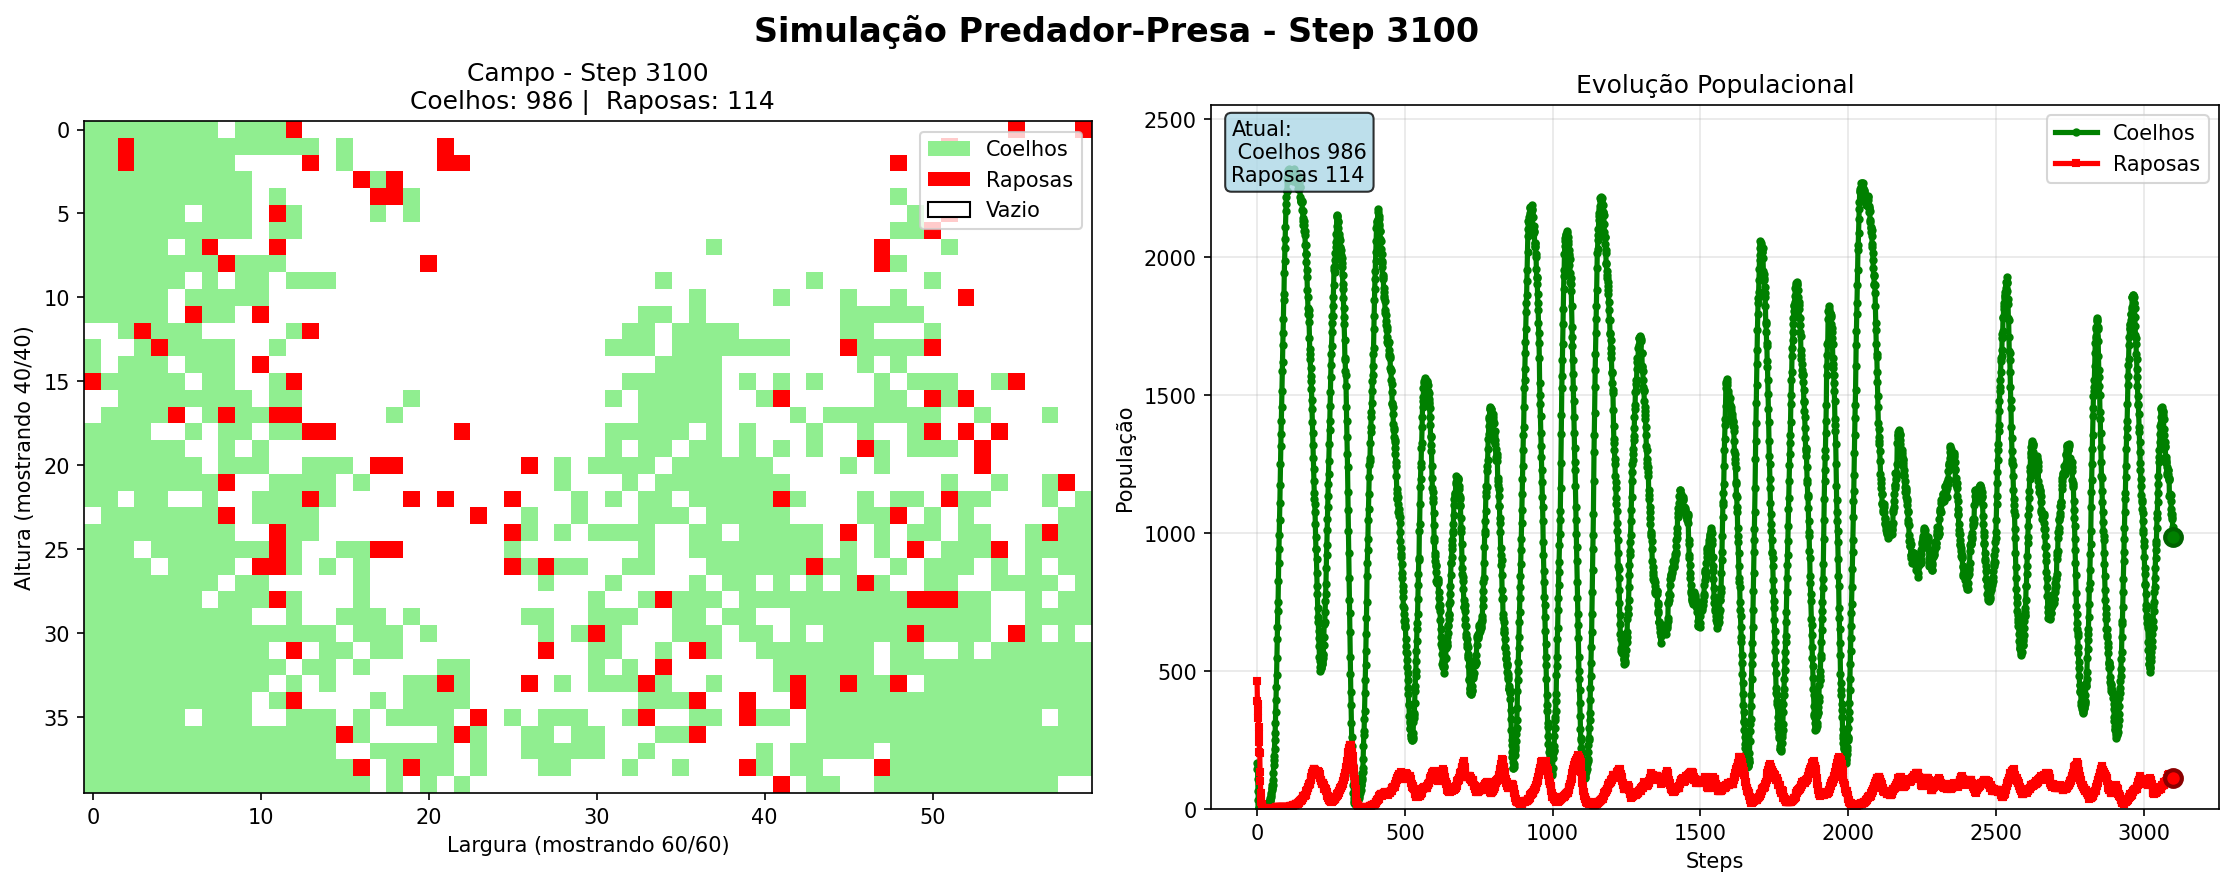 Simulação Predador-Presa - Step 3100
Campo - Step 3100
Coelhos: 986 |  Raposas: 114
Coelhos
Raposas
Vazio
0
5
10
15
20
25
30
35
Altura (mostrando 40/40)
0
10
20
30
40
50
Largura (mostrando 60/60)
Evolução Populacional
Atual:
Coelhos 986
Raposas 114
Coelhos
Raposas
2500
2000
1500
1000
500
0
População
0
500
1000
1500
2000
2500
3000
Steps